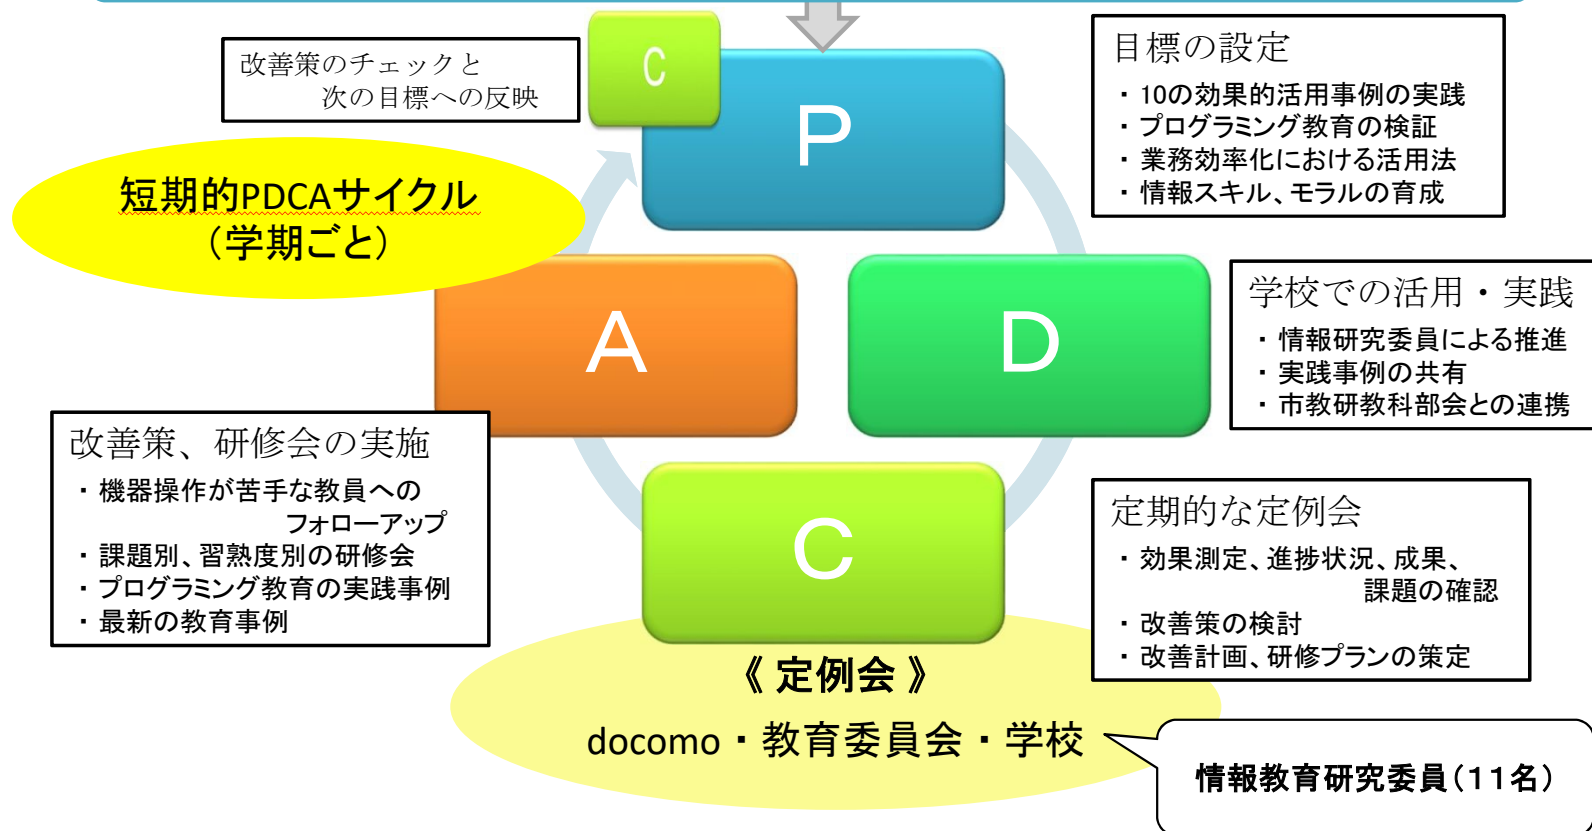 改善策のチェックと
次の目標への反映
C
P
目標の設定
・ 10の効果的活用事例の実践
・ プログラミング教育の検証
・ 業務効率化における活用法
・ 情報スキル、モラルの育成
短期的PDCAサイクル
（学期ごと）
A
D
学校での活用・実践
・ 情報研究委員による推進
・ 実践事例の共有
・ 市教研教科部会との連携
改善策、研修会の実施
・ 機器操作が苦手な教員への
フォローアップ
・ 課題別、習熟度別の研修会
・ プログラミング教育の実践事例
・ 最新の教育事例
C
定期的な定例会
・ 効果測定、進捗状況、成果、
課題の確認
・ 改善策の検討
・ 改善計画、研修プランの策定
《 定例会 》
docomo・教育委員会・学校
情報教育研究委員（１１名）